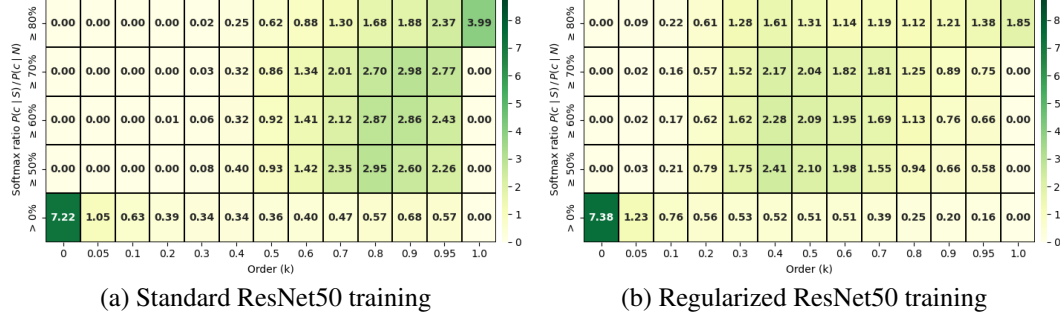 ≥ 80% 0.00 0.00 0.00 0.00 0.02 0.25 0.62 0.88 1.30 1.68 1.88 2.37 3.99
≥ 70% 0.00 0.00 0.00 0.00 0.03 0.32 0.86 1.34 2.01 2.70 2.98 2.77 0.00
≥ 60% 0.00 0.00 0.00 0.01 0.06 0.32 0.92 1.41 2.12 2.87 2.86 2.43 0.00
≥ 50% 0.00 0.00 0.00 0.00 0.08 0.40 0.93 1.42 2.35 2.95 2.60 2.26 0.00
> 0% 7.22 1.05 0.63 0.39 0.34 0.34 0.36 0.40 0.47 0.57 0.68 0.57 0.00
0 0.05 0.1 0.2 0.3 0.4 0.5 0.6 0.7 0.8 0.9 0.95 1.0
Order (k)
Softmax ratio P(c | S) / P(c | N)
8
7
6
5
4
3
2
1
0
(a) Standard ResNet50 training
≥ 80% 0.00 0.09 0.22 0.61 1.28 1.61 1.31 1.14 1.19 1.12 1.21 1.38 1.85
≥ 70% 0.00 0.02 0.16 0.57 1.52 2.17 2.04 1.82 1.81 1.25 0.89 0.75 0.00
≥ 60% 0.00 0.02 0.17 0.62 1.62 2.28 2.09 1.95 1.69 1.13 0.76 0.66 0.00
≥ 50% 0.00 0.03 0.21 0.79 1.75 2.41 2.10 1.98 1.55 0.94 0.66 0.58 0.00
> 0% 7.38 1.23 0.76 0.56 0.53 0.52 0.51 0.51 0.39 0.25 0.20 0.16 0.00
0 0.05 0.1 0.2 0.3 0.4 0.5 0.6 0.7 0.8 0.9 0.95 1.0
Order (k)
Softmax ratio P(c | S) / P(c | N)
8
7
6
5
4
3
2
1
0
(b) Regularized ResNet50 training